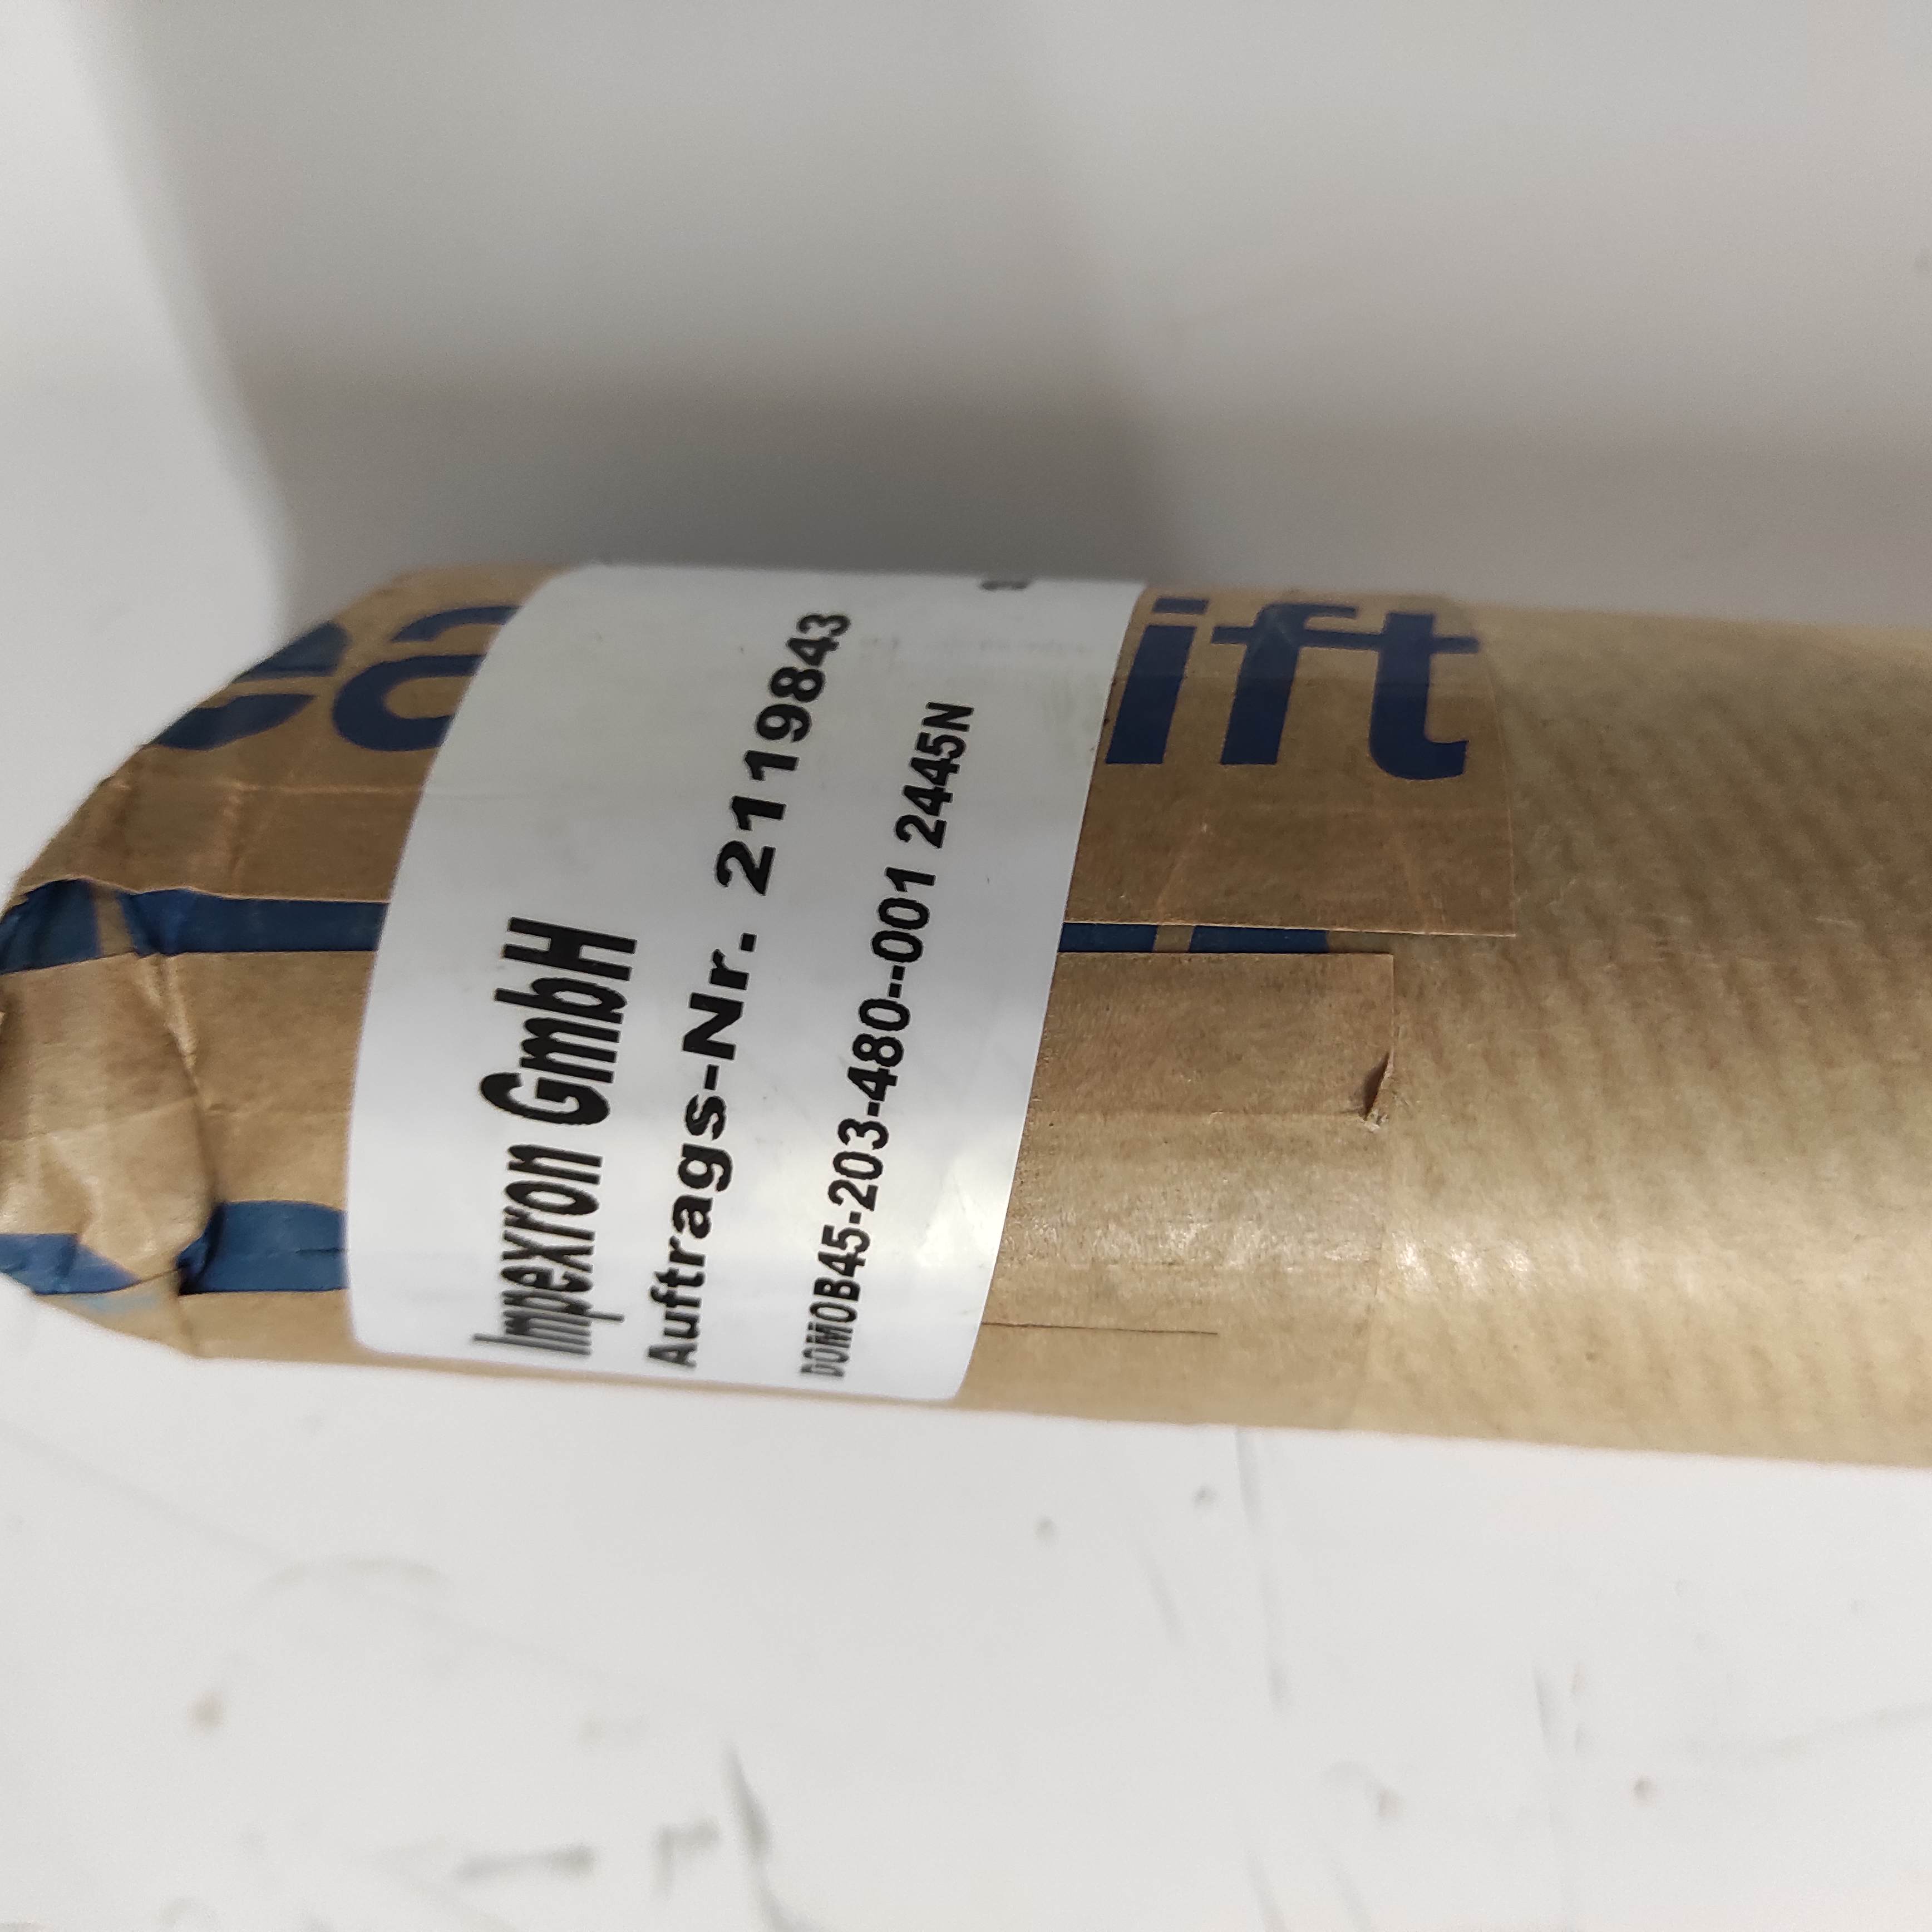 Impexron GmbH
Auftrags-Nr. 2119843
DOMOB45-203-480--001 2445N
ift